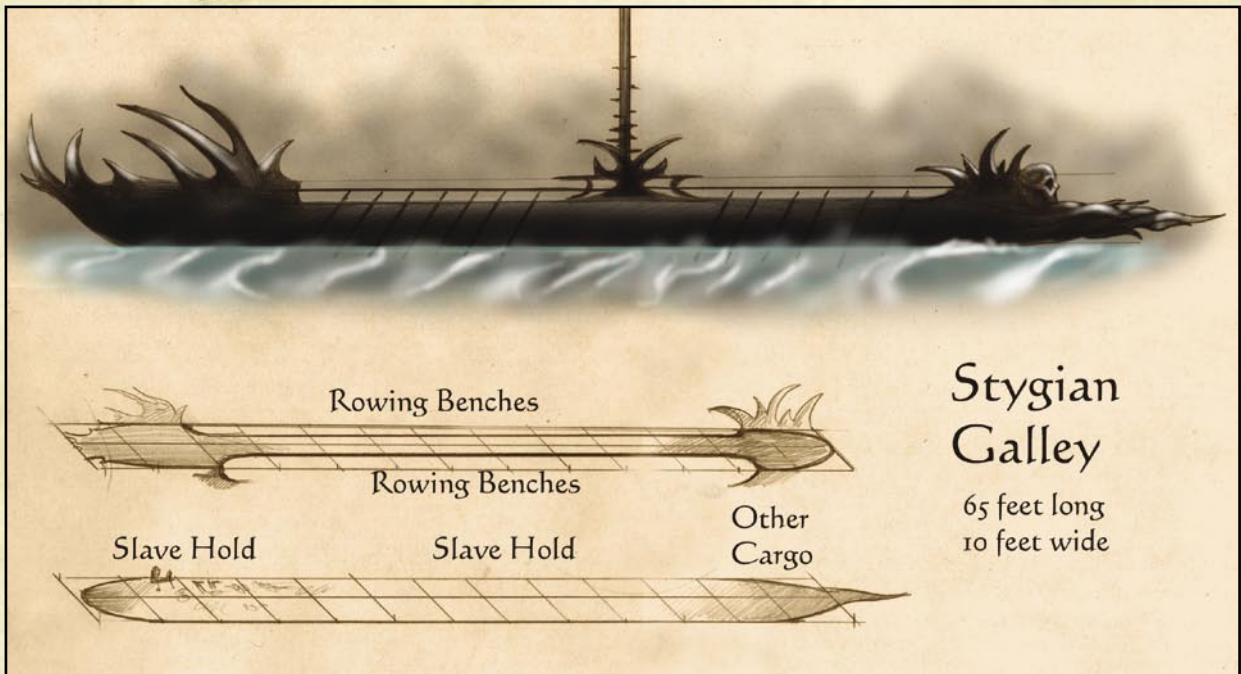 Rowing Benches
Rowing Benches
Slave Hold
Slave Hold
Other
Cargo
Stygian
Galley
65 feet long
10 feet wide